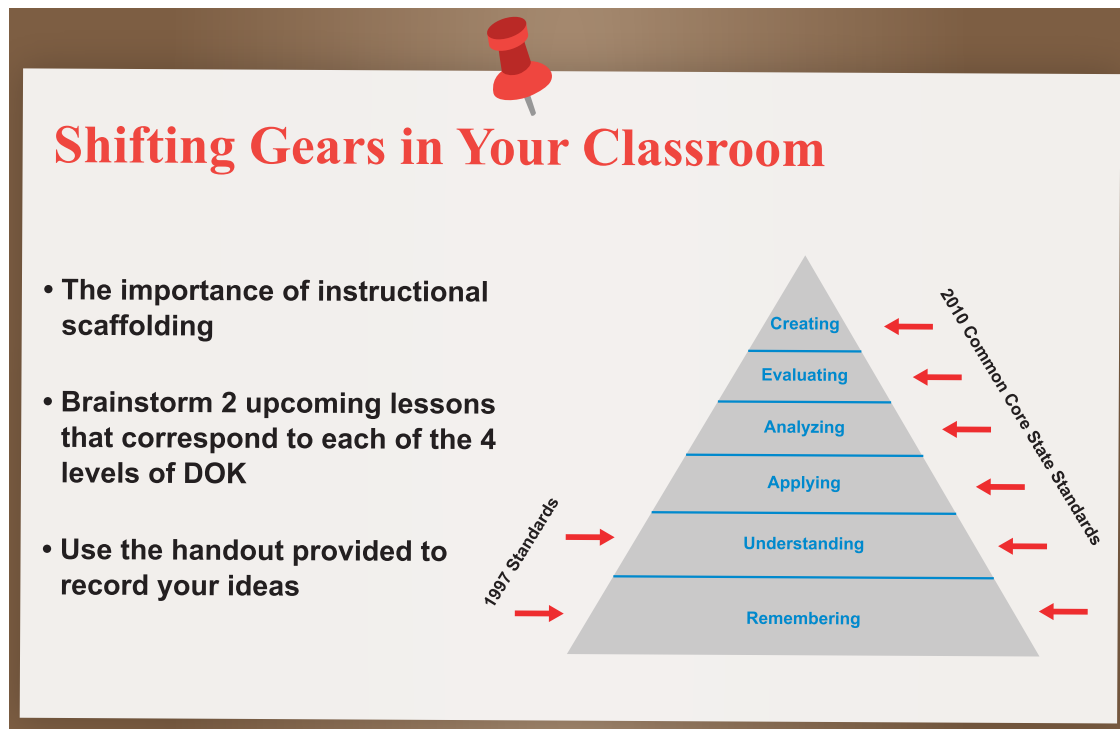 Shifting Gears in Your Classroom
• The importance of instructional
scaffolding
• Brainstorm 2 upcoming lessons
that correspond to each of the 4
levels of DOK
• Use the handout provided to
record your ideas
1997 Standards
Creating
Evaluating
Analyzing
Applying
Understanding
Remembering
2010 Common Core State Standards